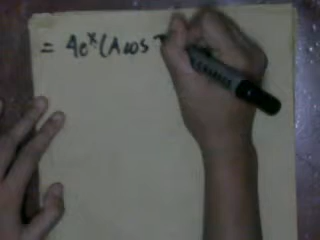 = 4e^x (A cos